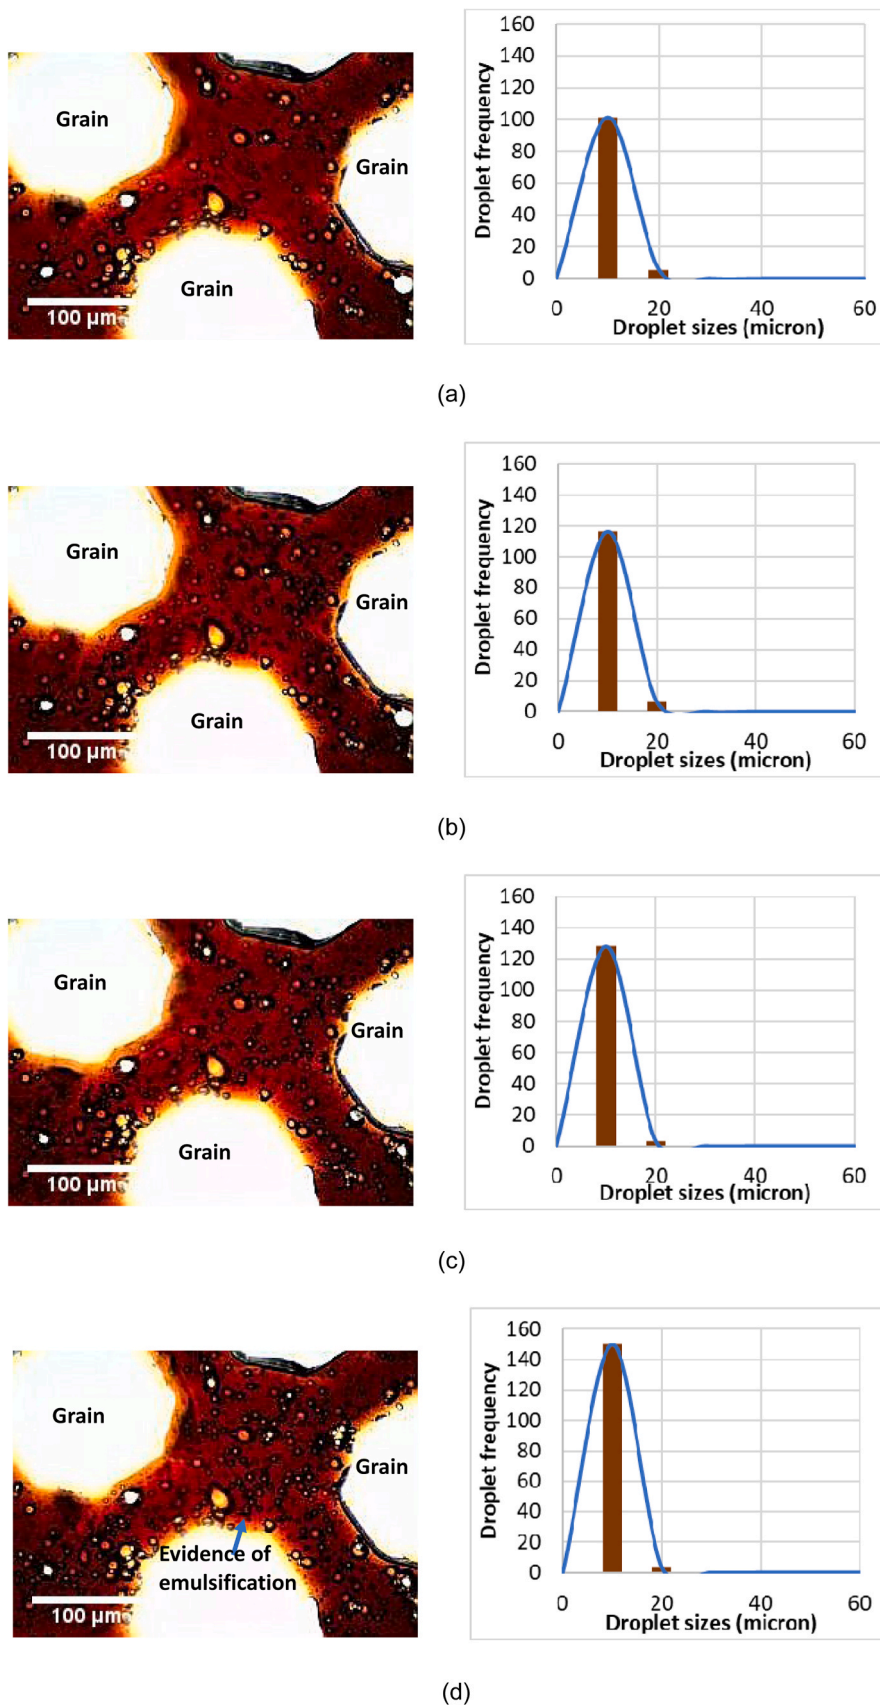 Grain
Grain
Grain
100 µm
160
140
120
100
80
60
40
20
0
0 20 40 60
Droplet frequency
Droplet sizes (micron)
(a)
Grain
Grain
Grain
100 µm
160
140
120
100
80
60
40
20
0
0 20 40 60
Droplet frequency
Droplet sizes (micron)
(b)
Grain
Grain
Grain
100 µm
160
140
120
100
80
60
40
20
0
0 20 40 60
Droplet frequency
Droplet sizes (micron)
(c)
Grain
Grain
Evidence of
emulsification
100 µm
160
140
120
100
80
60
40
20
0
0 20 40 60
Droplet frequency
Droplet sizes (micron)
(d)